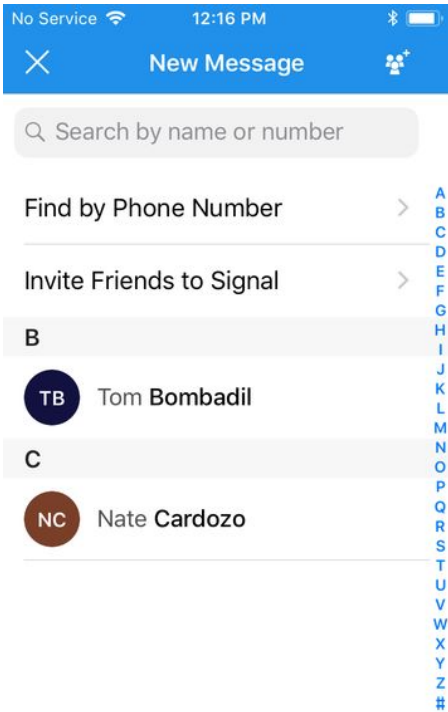 No Service 12:16 PM
New Message
Search by name or number
Find by Phone Number
Invite Friends to Signal
B
TB Tom Bombadil
C
NC Nate Cardozo
A
B
C
D
E
F
G
H
I
J
K
L
M
N
O
P
Q
R
S
T
U
V
W
X
Y
Z
#